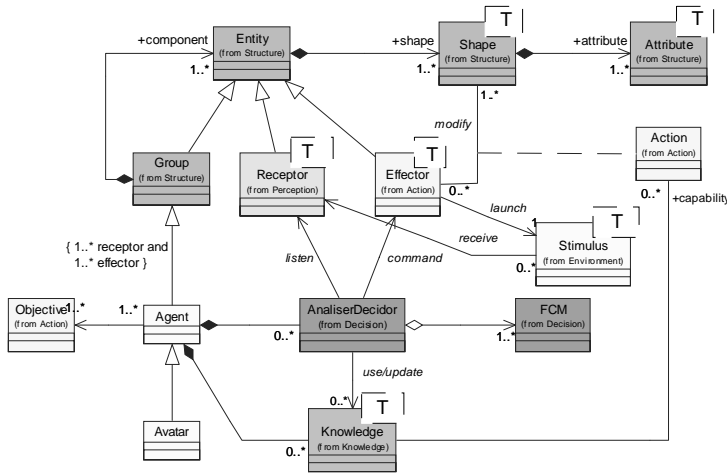 T
T
Entity
(from Structure)
+component
1..*
+shape
1..*
Shape
(from Structure)
1..*
+attribute
1..*
Attribute
(from Structure)
modify
T
T
Action
(from Action)
Group
(from Structure)
Receptor
(from Perception)
Effector
(from Action)
0..*
0..*
+capability
launch
1
T
{ 1..* receptor and
1..* effector }
listen
command
receive
0..*
Stimulus
(from Environment)
Objective
(from Action)
1..*
1..*
Agent
AnaliserDecidor
(from Decision)
0..*
FCM
(from Decision)
1..*
use/update
0..*
T
Avatar
Knowledge
(from Knowledge)
0..*